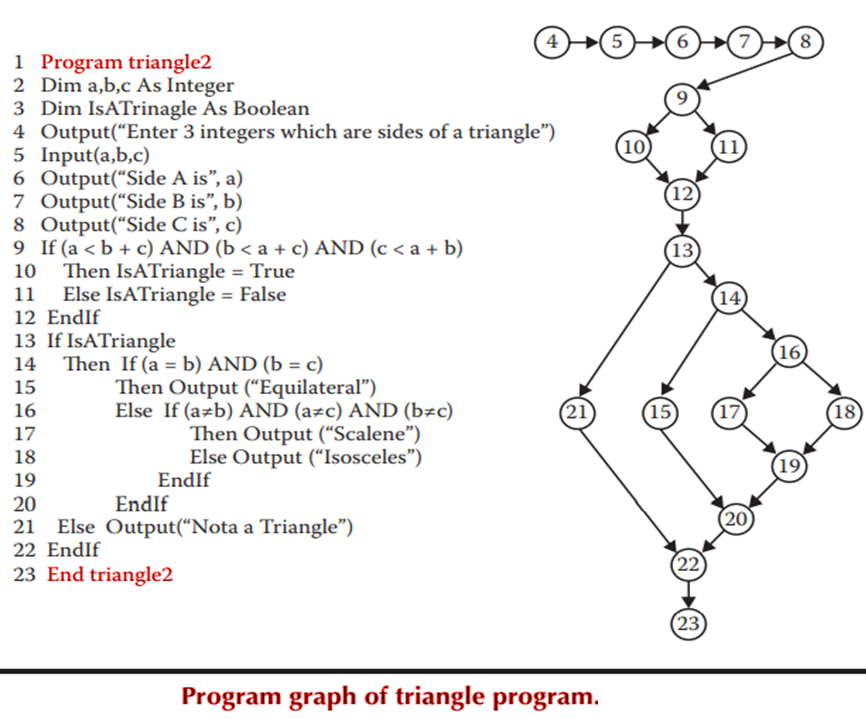 4 5 6 7 8
1 Program triangle2
2 Dim a,b,c As Integer
3 Dim IsATrinagle As Boolean
4 Output(“Enter 3 integers which are sides of a triangle”)
5 Input(a,b,c)
6 Output(“Side A is”, a)
7 Output(“Side B is”, b)
8 Output(“Side C is”, c)
9 If (a < b + c) AND (b < a + c) AND (c < a + b)
10 Then IsATriangle = True
11 Else IsATriangle = False
12 EndIf
13 If IsATriangle
14 Then If (a = b) AND (b = c)
15 Then Output (“Equilateral”)
16 Else If (a≠b) AND (a≠c) AND (b≠c)
17 Then Output (“Scalene”)
18 Else Output (“Isosceles”)
19 EndIf
20 EndIf
21 Else Output(“Nota a Triangle”)
22 EndIf
23 End triangle2
9
10 11
12
13
14
16
21 15 17 18
19
20
22
23
Program graph of triangle program.